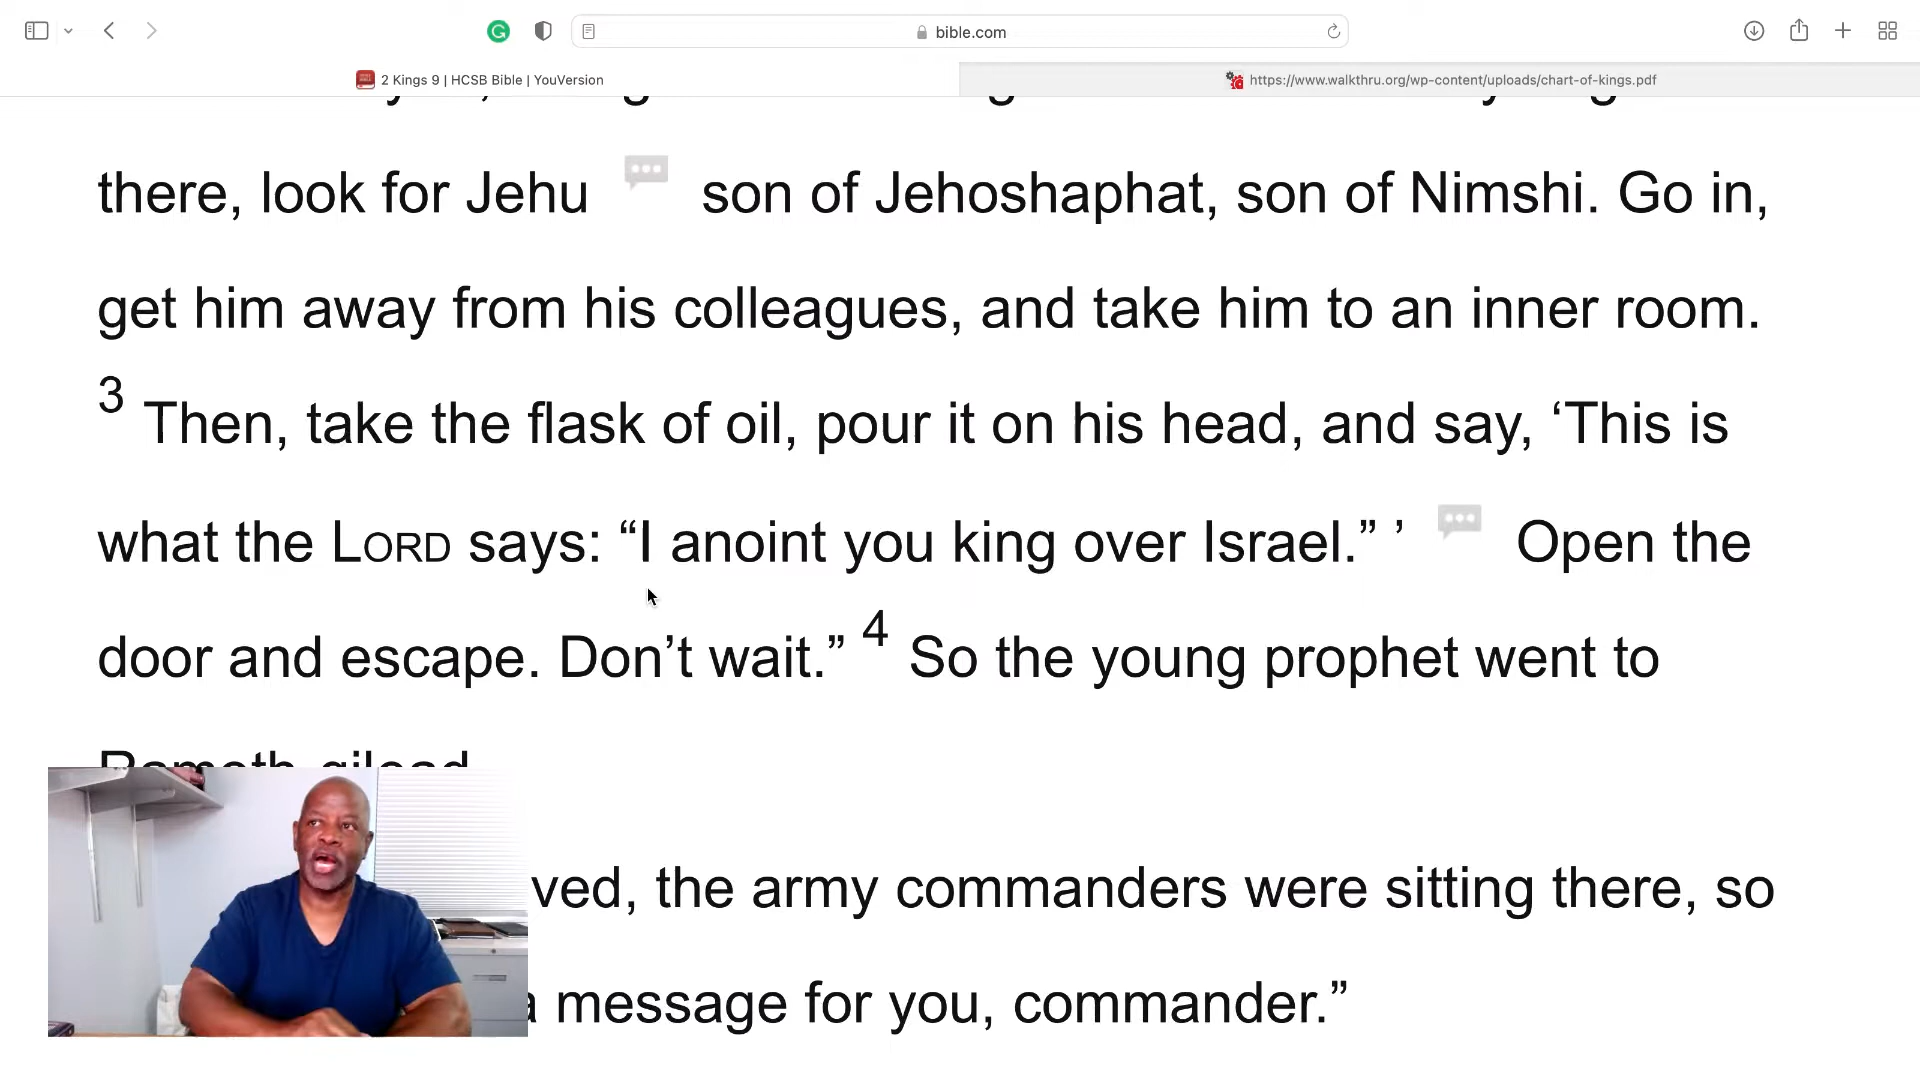 bible.com
2 Kings 9 | HCSB Bible | YouVersion
https://www.walkthru.org/wp-content/uploads/chart-of-kings.pdf
there, look for Jehu son of Jehoshaphat, son of Nimshi. Go in,
get him away from his colleagues, and take him to an inner room.
3 Then, take the flask of oil, pour it on his head, and say, ‘This is
what the LORD says: “I anoint you king over Israel.” ’ Open the
door and escape. Don’t wait.” 4 So the young prophet went to
Ramoth-gilead.
ved, the army commanders were sitting there, so
a message for you, commander.”